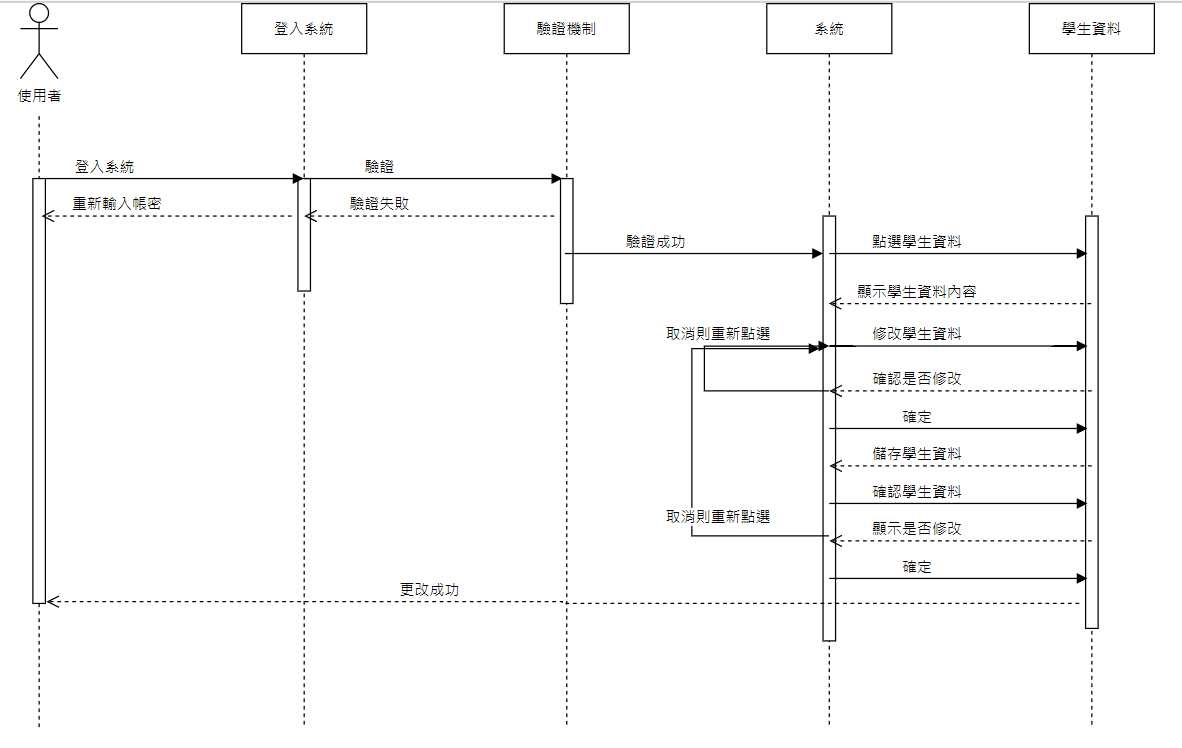 登入系統
驗證機制
系統
學生資料
使用者
登入系統
驗證
重新輸入帳密
驗證失敗
驗證成功
點選學生資料
顯示學生資料內容
取消則重新點選
修改學生資料
確認是否修改
確定
儲存學生資料
確認學生資料
取消則重新點選
顯示是否修改
確定
更改成功